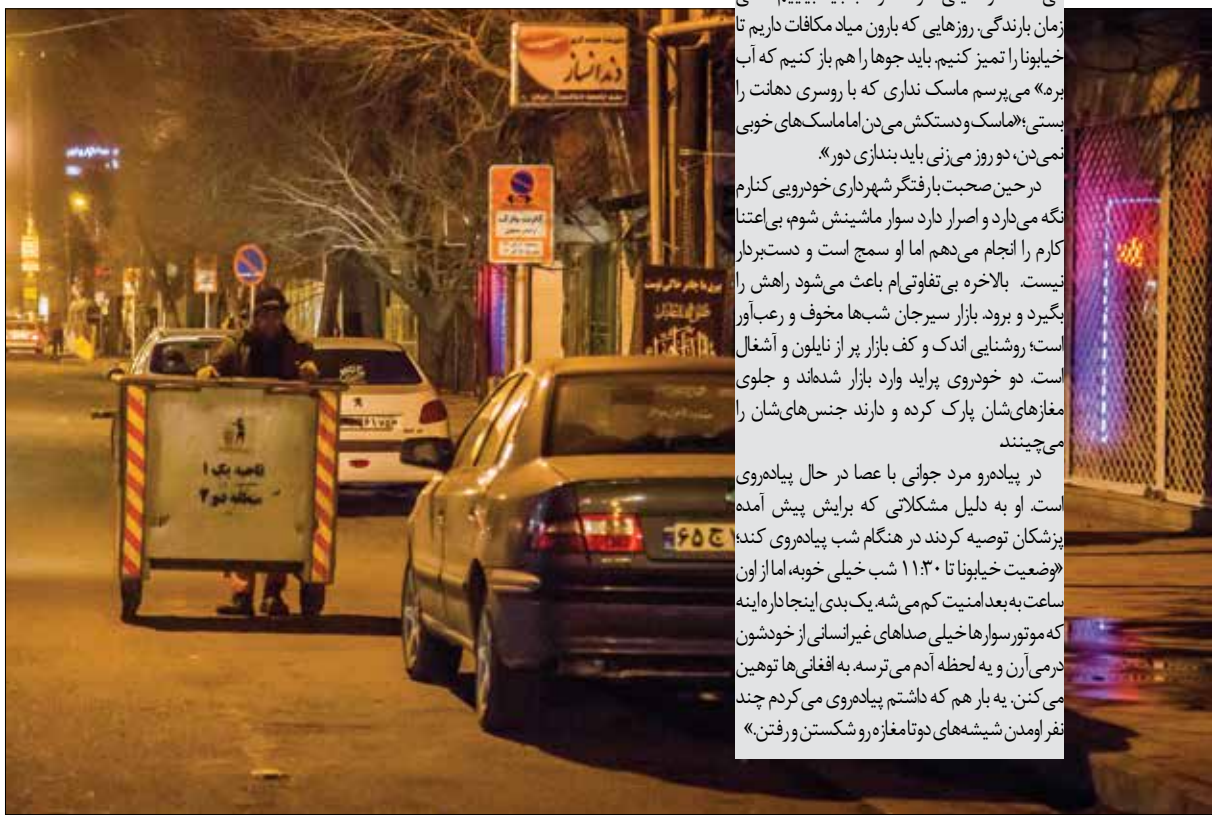 زمان بارندگی. روزهایی که بارون میاد مکافات داریم تا
خیابونا را تمیز کنیم. باید جوها را هم باز کنیم که آب
بره.» می‌پرسم ماسک نداری که با روسری دهانت را
بستی؛ «ماسک و دستکش می‌دن اما ماسک‌های خوبی
نمی‌دن، دو روز می‌زنی باید بندازی دور».
در حین صحبت با رفتگر شهرداری خودرویی کنارم
نگه می‌دارد و اصرار دارد سوار ماشینش شوم، بی‌اعتنا
کارم را انجام می‌دهم اما او سمج است و دست‌بردار
نیست. بالاخره بی‌تفاوتی‌ام باعث می‌شود راهش را
بگیرد و برود. بازار سیرجان شب‌ها مخوف و رعب‌آور
است؛ روشنایی اندک و کف بازار پر از نایلون و آشغال
است. دو خودروی پراید وارد بازار شده‌اند و جلوی
مغازهای‌شان پارک کرده و دارند جنس‌های‌شان را
می‌چینند.
در پیاده‌رو مرد جوانی با عصا در حال پیاده‌روی
است. او به دلیل مشکلاتی که برایش پیش آمده
پزشکان توصیه کردند در هنگام شب پیاده‌روی کند؛
«وضعیت خیابونا تا ۱۱:۳۰ شب خیلی خوبه، اما از اون
ساعت به بعد امنیت کم می‌شه. یک بدی اینجا داره اینه
که موتورسوارها خیلی صداهای غیرانسانی از خودشون
درمی‌آرن و یه لحظه آدم می‌ترسه. به افغانی‌ها توهین
می‌کنن. یه بار هم که داشتم پیاده‌روی می‌کردم چند
نفر اومدن شیشه‌های دوتا مغازه رو شکستن و رفتن.»
دندانساز
ناحیه یک ۱
منطقه دو ۲
۶۵ ج